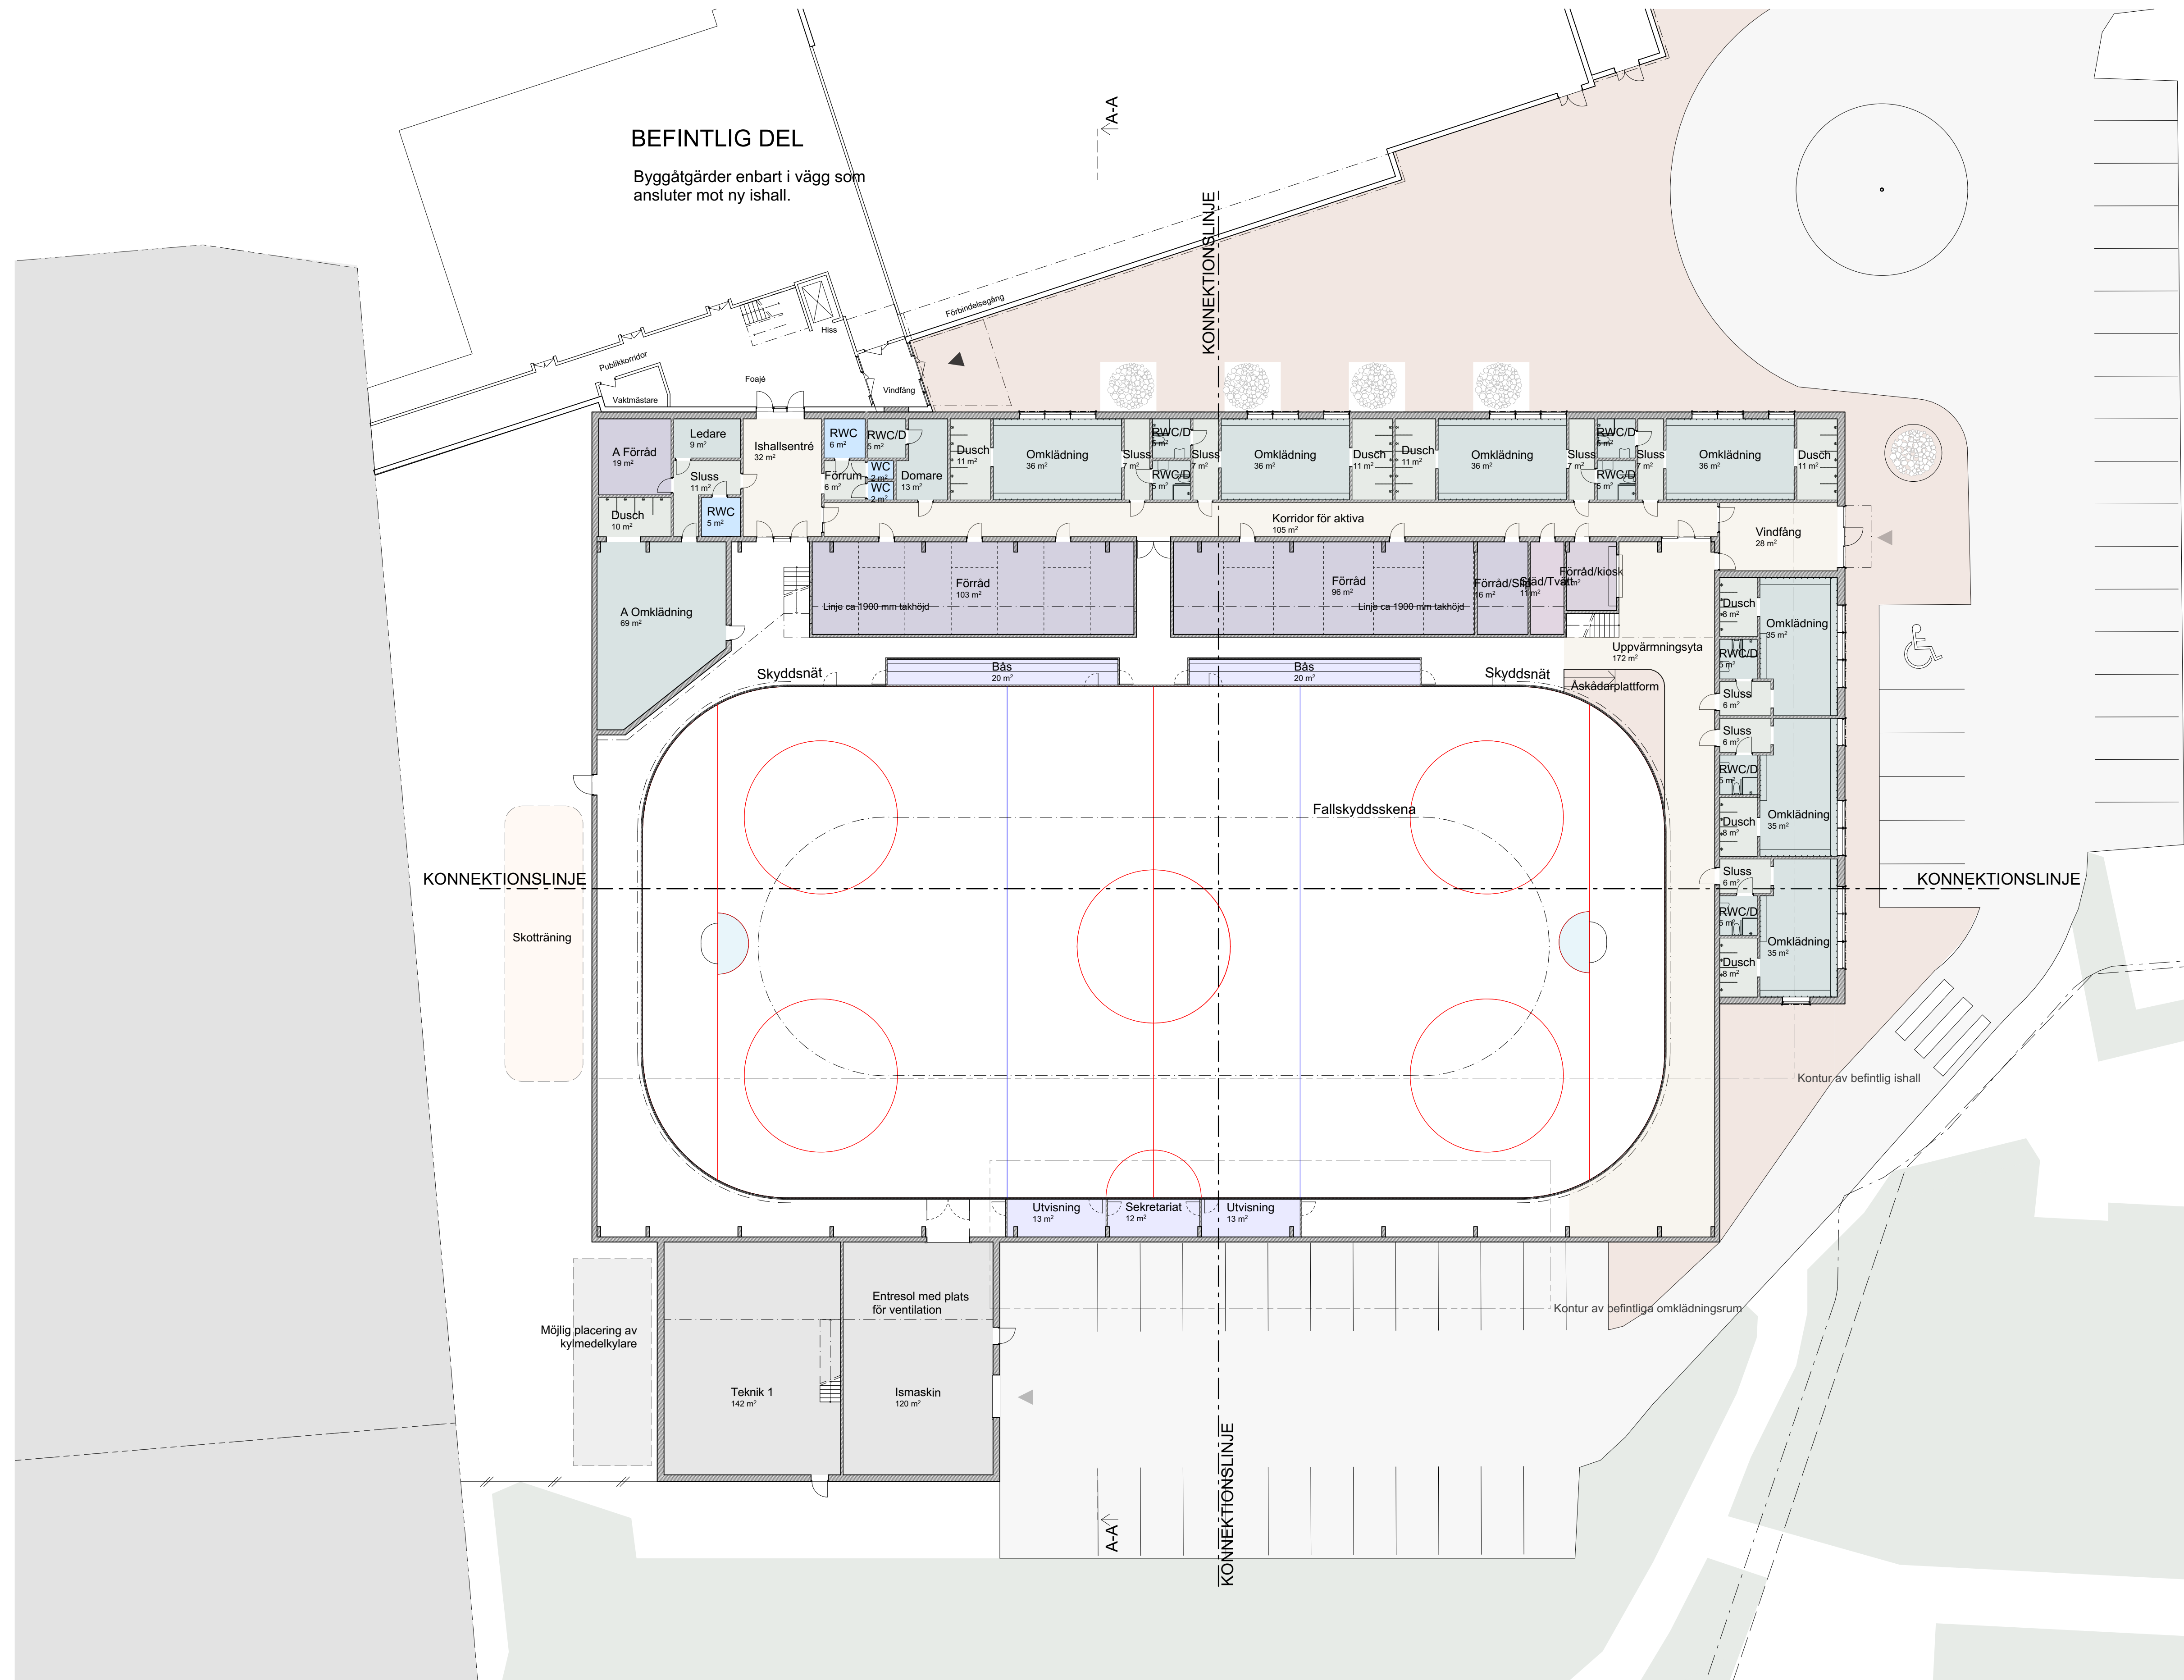 BEFINTLIG DEL
Byggåtgärder enbart i vägg som
ansluter mot ny ishall.
A-A
KONNEKTIONSLINJE
Förbindelsegång
Hiss
Publikkorridor
Foajé
Vaktmästare
Vindfång
A Förråd
19 m²
Ledare
9 m²
Ishallsentré
32 m²
RWC
6 m²
RWC/D
5 m²
Sluss
11 m²
Förrum
6 m²
WC
2 m²
WC
2 m²
Domare
13 m²
Dusch
11 m²
Omklädning
36 m²
Sluss
7 m²
RWC/D
5 m²
RWC/D
5 m²
Sluss
7 m²
Omklädning
36 m²
Dusch
11 m²
Dusch
11 m²
Omklädning
36 m²
Sluss
7 m²
RWC/D
5 m²
RWC/D
5 m²
Sluss
7 m²
Omklädning
36 m²
Dusch
11 m²
Dusch
10 m²
RWC
5 m²
Korridor för aktiva
105 m²
Vindfång
28 m²
A Omklädning
69 m²
Förråd
103 m²
Linje ca 1900 mm takhöjd
Förråd
96 m²
Linje ca 1900 mm takhöjd
Förråd/Slip
16 m²
Städ/Tvätt
11 m²
Förråd/kiosk
Dusch
8 m²
Omklädning
35 m²
Uppvärmningsyta
172 m²
RWC/D
5 m²
Skyddsnät
Bås
20 m²
Bås
20 m²
Skyddsnät
Åskådarplattform
Sluss
6 m²
Sluss
6 m²
RWC/D
5 m²
Fallskyddsskena
Omklädning
35 m²
Dusch
8 m²
KONNEKTIONSLINJE
KONNEKTIONSLINJE
Sluss
6 m²
RWC/D
5 m²
Skotträning
Omklädning
35 m²
Dusch
8 m²
Kontur av befintlig ishall
Utvisning
13 m²
Sekretariat
12 m²
Utvisning
13 m²
Entresol med plats
för ventilation
Kontur av befintliga omklädningsrum
Möjlig placering av
kylmedelkylare
Teknik 1
142 m²
Ismaskin
120 m²
KONNEKTIONSLINJE
A-A